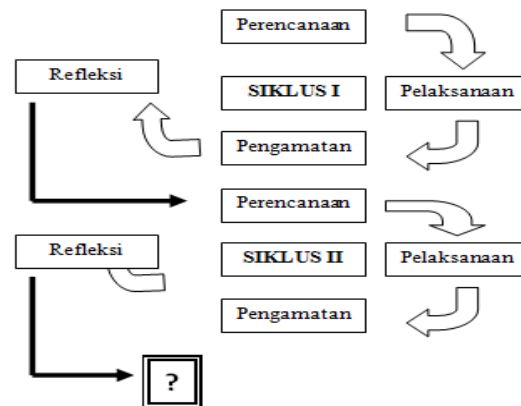 Perencanaan
Refleksi
SIKLUS I
Pelaksanaan
Pengamatan
Perencanaan
Refleksi
SIKLUS II
Pelaksanaan
Pengamatan
?